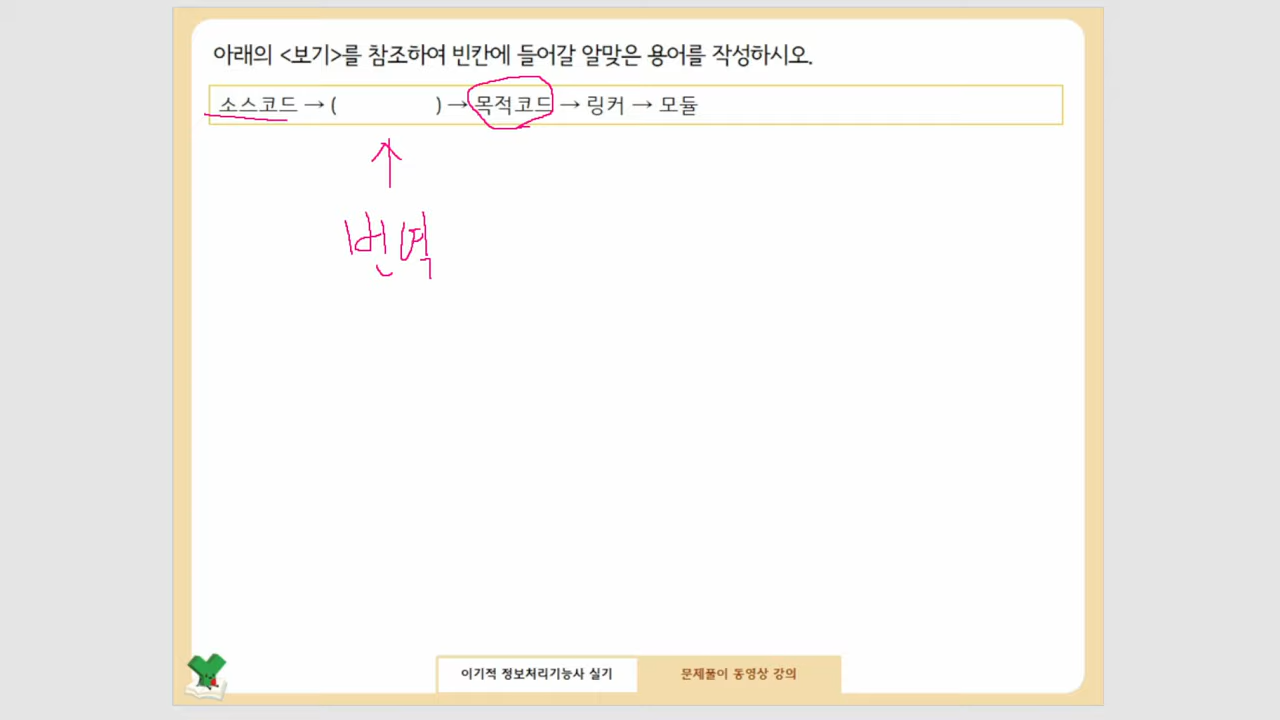 아래의 <보기>를 참조하여 빈칸에 들어갈 알맞은 용어를 작성하시오.
소스코드 → ( ) → 목적코드 → 링커 → 모듈
번역
이기적 정보처리기능사 실기
문제풀이 동영상 강의